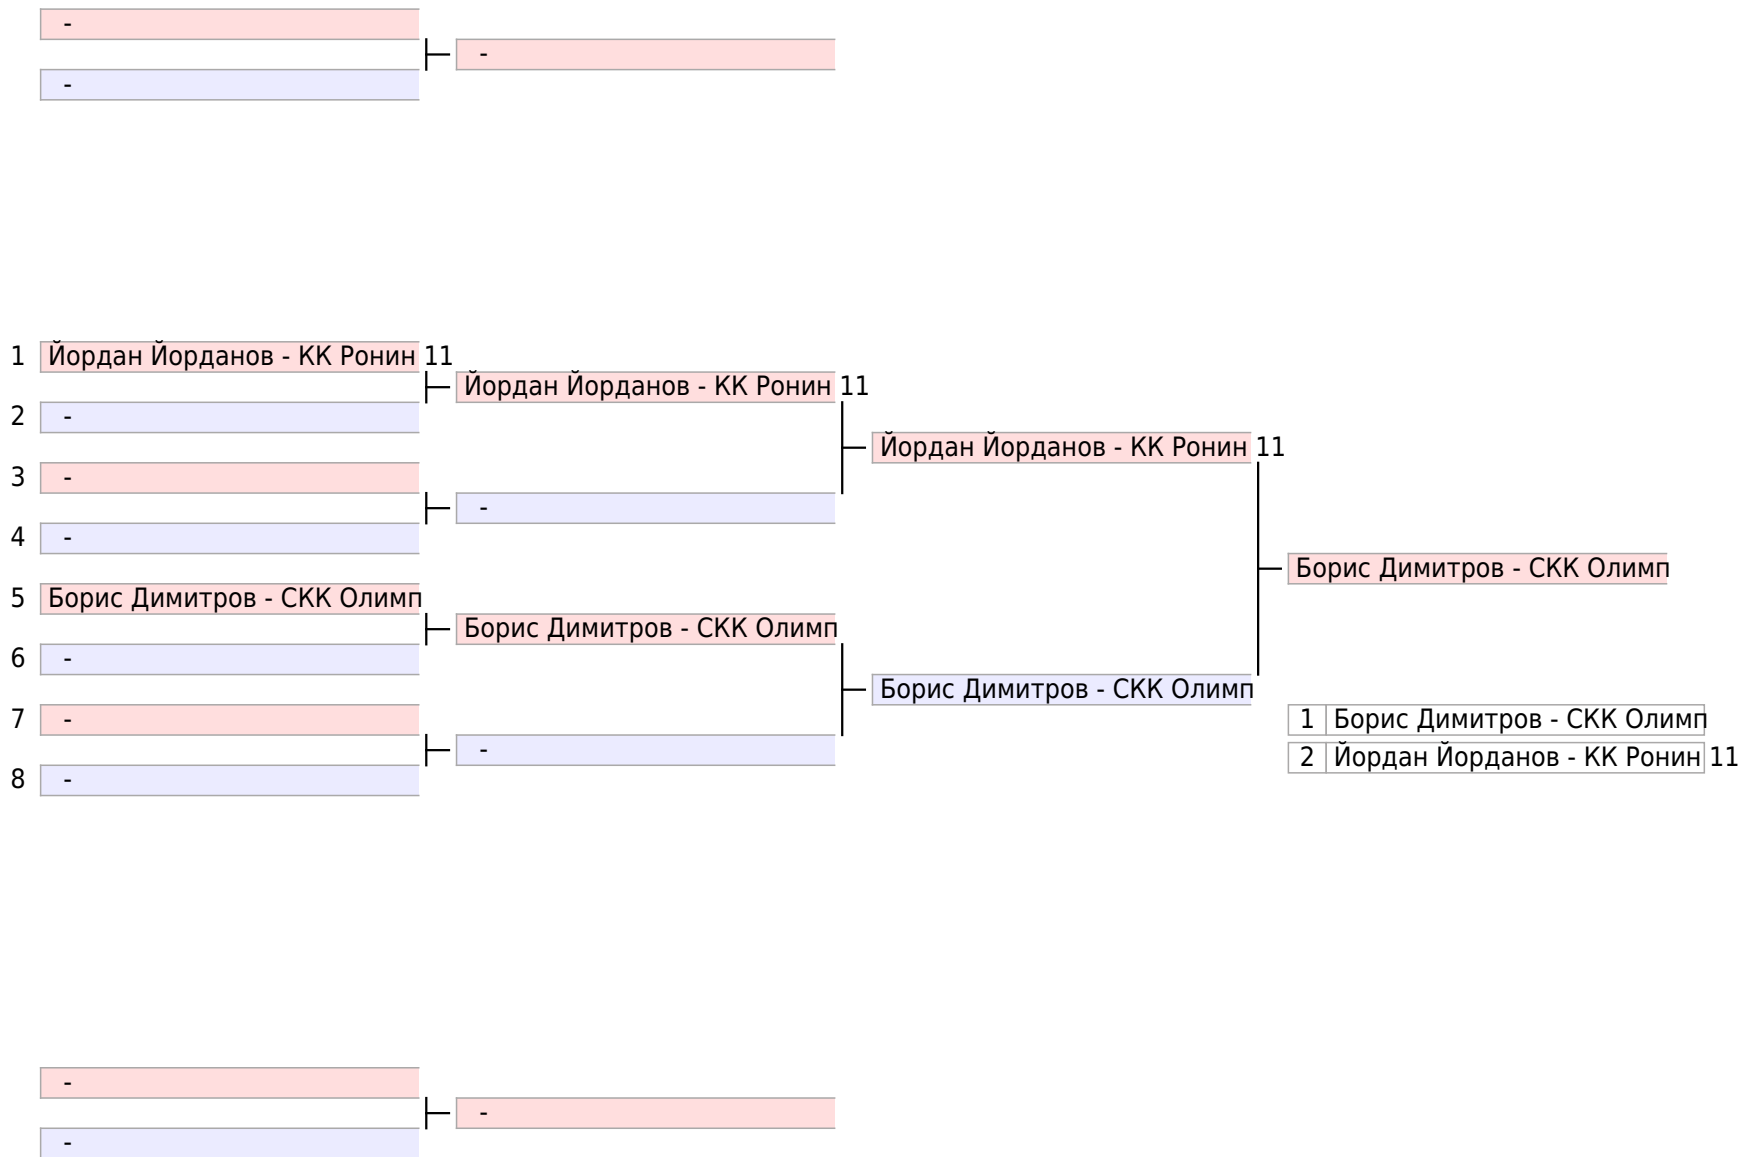 -
-
-
1 Йордан Йорданов - КК Ронин 11
Йордан Йорданов - КК Ронин 11
2 -
Йордан Йорданов - КК Ронин 11
3 -
-
4 -
Борис Димитров - СКК Олимп
5 Борис Димитров - СКК Олимп
Борис Димитров - СКК Олимп
6 -
Борис Димитров - СКК Олимп
7 -
1 Борис Димитров - СКК Олимп
-
2 Йордан Йорданов - КК Ронин 11
8 -
-
-
-